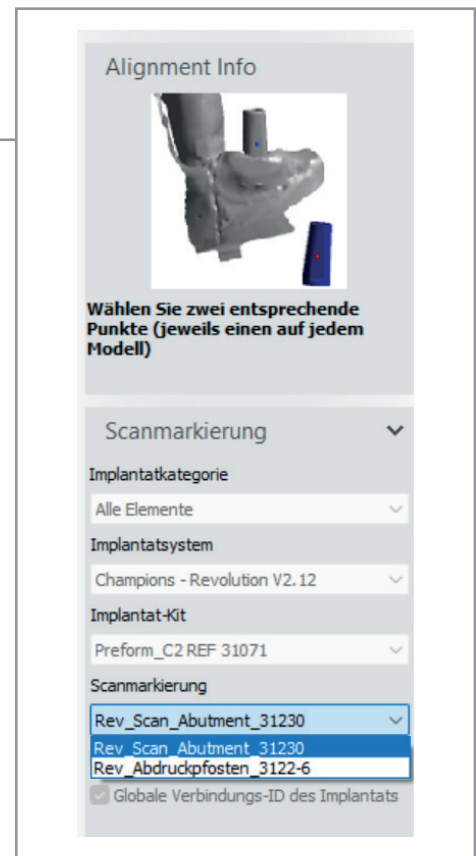 Alignment Info
Wählen Sie zwei entsprechende
Punkte (jeweils einen auf jedem
Modell)
Scanmarkierung
Implantatkategorie
Alle Elemente
Implantatsystem
Champions - Revolution V2.12
Implantat-Kit
Preform_C2 REF 31071
Scanmarkierung
Rev_Scan_Abutment_31230
Rev_Scan_Abutment_31230
Rev_Abdruckpfosten_3122-6
Globale Verbindungs-ID des Implantats